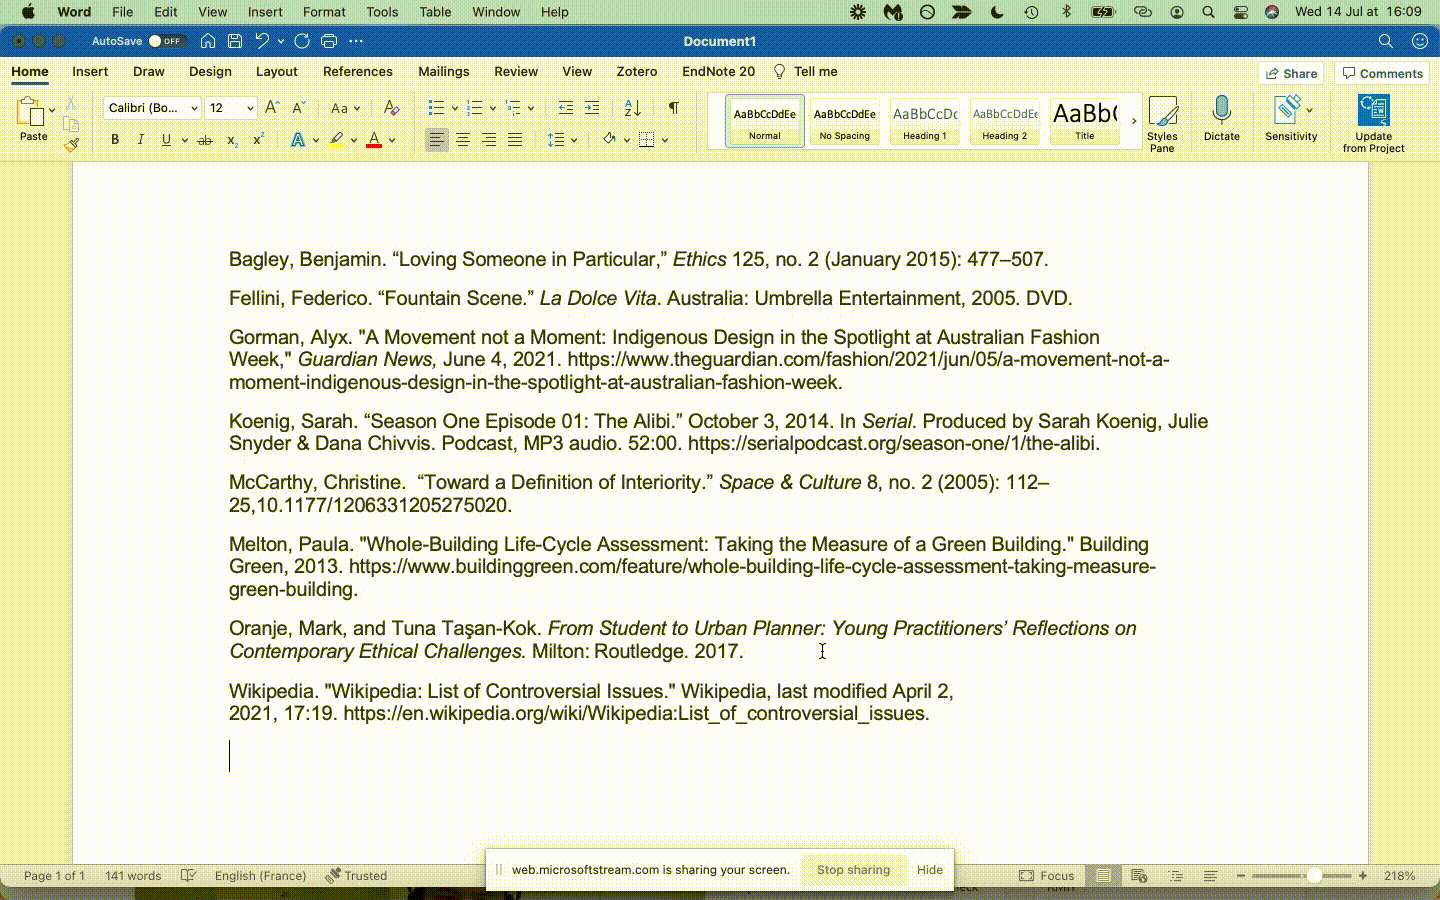 Word File Edit View Insert Format Tools Table Window Help Wed 14 Jul at 16:09
AutoSave OFF Document1
Home Insert Draw Design Layout References Mailings Review View Zotero EndNote 20 Tell me Share Comments
Paste Calibri (Bo... 12 Aa AaBbCcDdEe AaBbCcDdEe AaBbCcDc AaBbCcDdEe AaBb(
B I U ab x₂ x² A A Normal No Spacing Heading 1 Heading 2 Title Styles Pane Dictate Sensitivity Update from Project
Bagley, Benjamin. “Loving Someone in Particular,” Ethics 125, no. 2 (January 2015): 477–507.
Fellini, Federico. “Fountain Scene.” La Dolce Vita. Australia: Umbrella Entertainment, 2005. DVD.
Gorman, Alyx. "A Movement not a Moment: Indigenous Design in the Spotlight at Australian Fashion
Week," Guardian News, June 4, 2021. https://www.theguardian.com/fashion/2021/jun/05/a-movement-not-a-
moment-indigenous-design-in-the-spotlight-at-australian-fashion-week.
Koenig, Sarah. “Season One Episode 01: The Alibi.” October 3, 2014. In Serial. Produced by Sarah Koenig, Julie
Snyder & Dana Chivvis. Podcast, MP3 audio. 52:00. https://serialpodcast.org/season-one/1/the-alibi.
McCarthy, Christine. “Toward a Definition of Interiority.” Space & Culture 8, no. 2 (2005): 112–
25,10.1177/1206331205275020.
Melton, Paula. "Whole-Building Life-Cycle Assessment: Taking the Measure of a Green Building." Building
Green, 2013. https://www.buildinggreen.com/feature/whole-building-life-cycle-assessment-taking-measure-
green-building.
Oranje, Mark, and Tuna Taşan-Kok. From Student to Urban Planner: Young Practitioners’ Reflections on
Contemporary Ethical Challenges. Milton: Routledge. 2017.
Wikipedia. "Wikipedia: List of Controversial Issues." Wikipedia, last modified April 2,
2021, 17:19. https://en.wikipedia.org/wiki/Wikipedia:List_of_controversial_issues.
web.microsoftstream.com is sharing your screen. Stop sharing Hide
Page 1 of 1 141 words English (France) Trusted Focus 218%